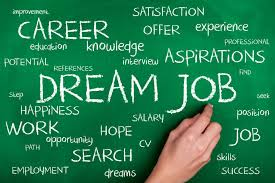 improvement
SATISFACTION
CAREER
OFFER experience
PROFESSIONAL
education knowledge
ASPIRATIONS
POTENTIAL interview FIND
REFERENCES
DREAM JOB
step seek
HAPPINESS SALARY POSITION
WORK HOPE JOB
opportunity
path CV
SEARCH skills
EMPLOYMENT dreams SUCCESS